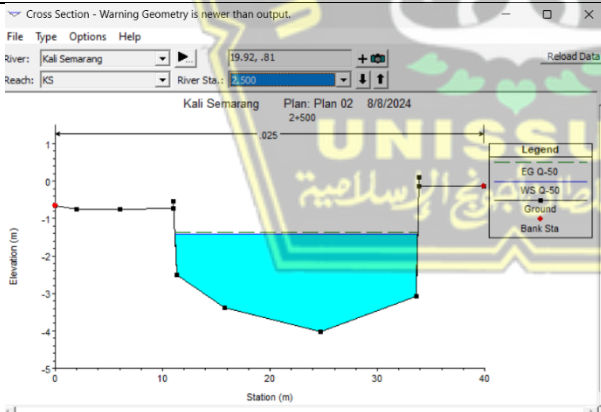 Cross Section - Warning Geometry is newer than output.
File Type Options Help
River: Kali Semarang 19.92, .81 Reload Data
Reach: KS River Sta.: 2,500
Kali Semarang Plan: Plan 02 8/8/2024
2+500
.025
UNISSU
Legend
EG Q-50
WS Q-50
Ground
Bank Sta
1
0
-1
-2
-3
-4
-5
Elevation (m)
0 10 20 30 40
Station (m)